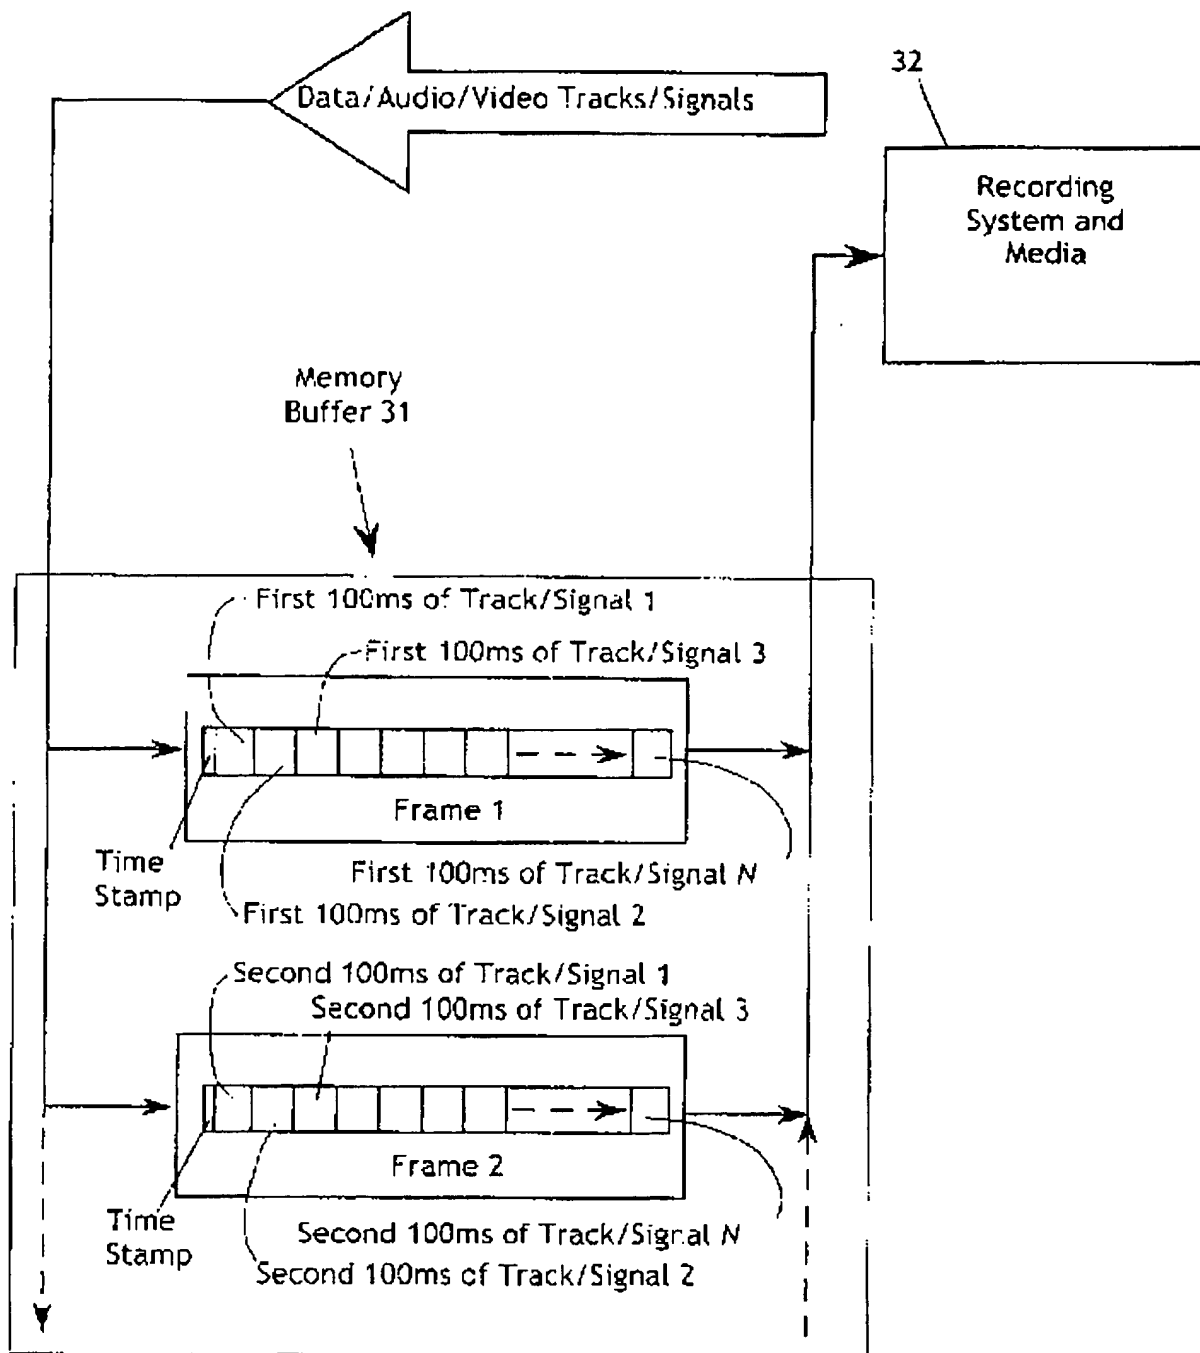 Data/Audio/Video Tracks/Signals
32
Recording
System and
Media
Memory
Buffer 31
First 100ms of Track/Signal 1
First 100ms of Track/Signal 3
Frame 1
Time
Stamp
First 100ms of Track/Signal N
First 100ms of Track/Signal 2
Second 100ms of Track/Signal 1
Second 100ms of Track/Signal 3
Frame 2
Time
Stamp
Second 100ms of Track/Signal N
Second 100ms of Track/Signal 2